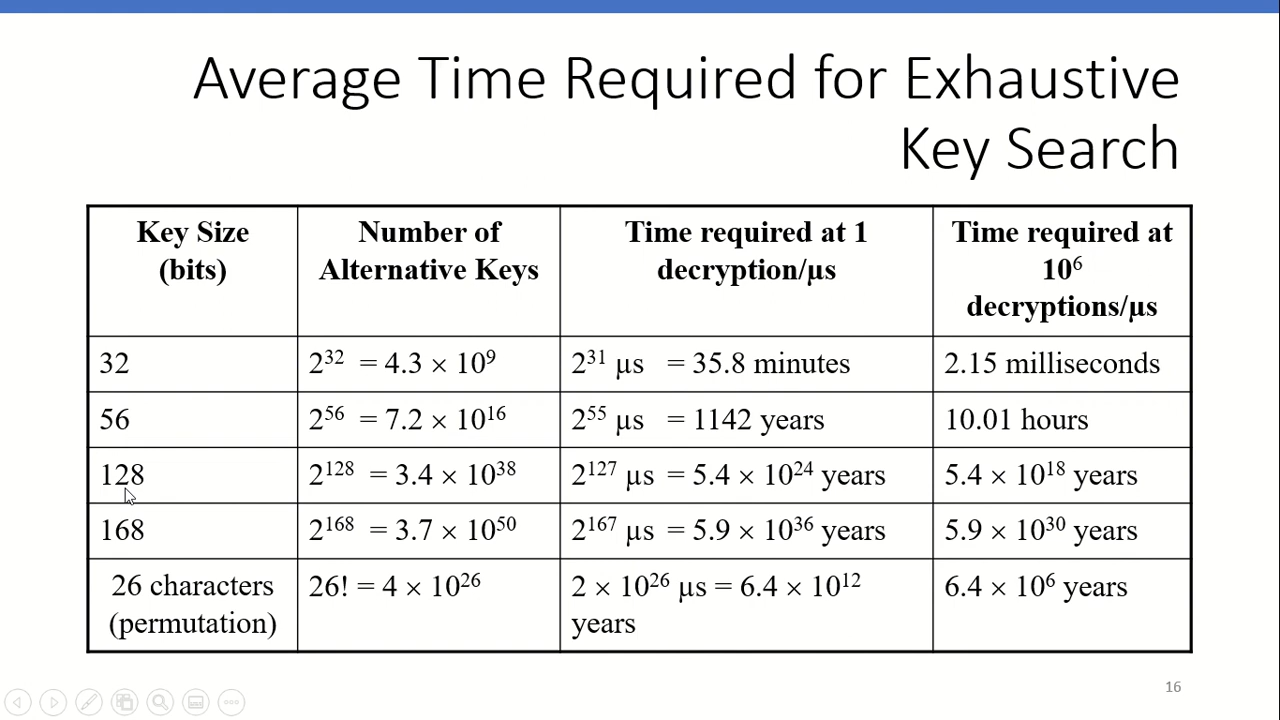 Average Time Required for Exhaustive
Key Search
Key Size
(bits)
Number of
Alternative Keys
Time required at 1
decryption/μs
Time required at
10⁶
decryptions/μs
32
2³² = 4.3 × 10⁹
2³¹ μs = 35.8 minutes
2.15 milliseconds
56
2⁵⁶ = 7.2 × 10¹⁶
2⁵⁵ μs = 1142 years
10.01 hours
128
2¹²⁸ = 3.4 × 10³⁸
2¹²⁷ μs = 5.4 × 10²⁴ years
5.4 × 10¹⁸ years
168
2¹⁶⁸ = 3.7 × 10⁵⁰
2¹⁶⁷ μs = 5.9 × 10³⁶ years
5.9 × 10³⁰ years
26 characters
(permutation)
26! = 4 × 10²⁶
2 × 10²⁶ μs = 6.4 × 10¹²
years
6.4 × 10⁶ years
16